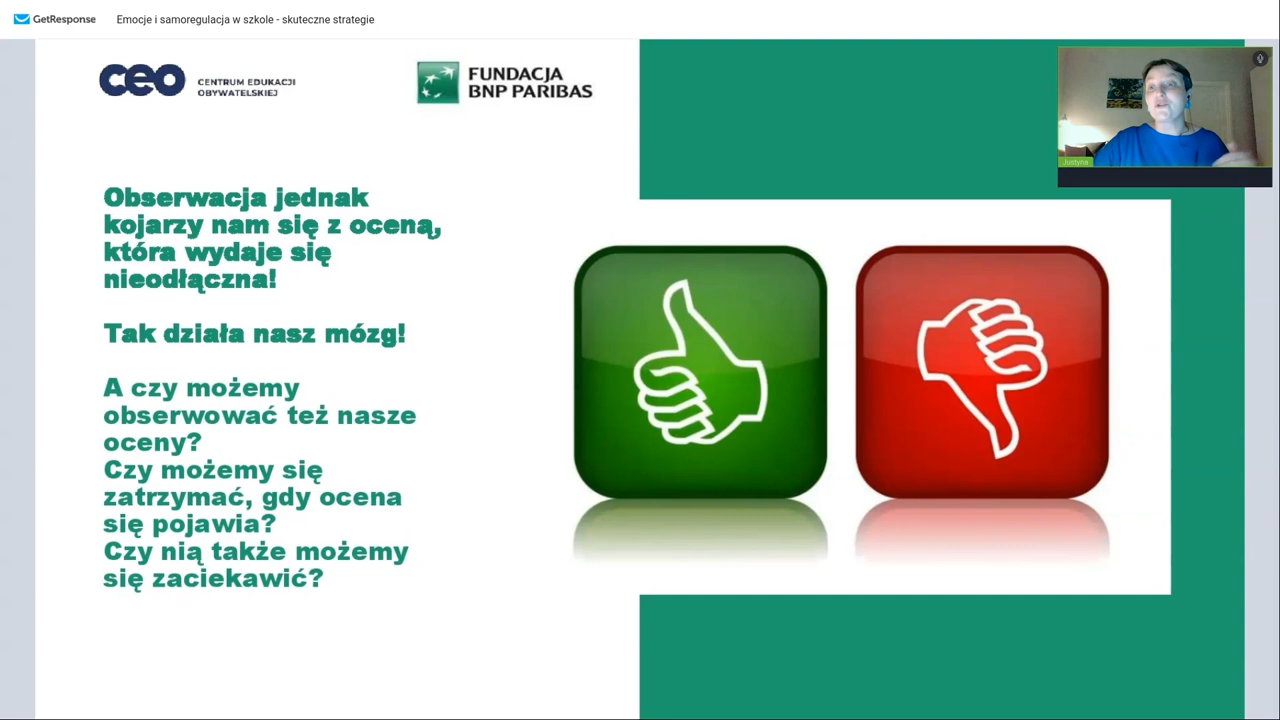 GetResponse
Emocje i samoregulacja w szkole - skuteczne strategie
ceo
CENTRUM EDUKACJI
OBYWATELSKIEJ
FUNDACJA
BNP PARIBAS
Justyna
Obserwacja jednak
kojarzy nam się z oceną,
która wydaje się
nieodłączna!
Tak działa nasz mózg!
A czy możemy
obserwować też nasze
oceny?
Czy możemy się
zatrzymać, gdy ocena
się pojawia?
Czy nią także możemy
się zaciekawić?